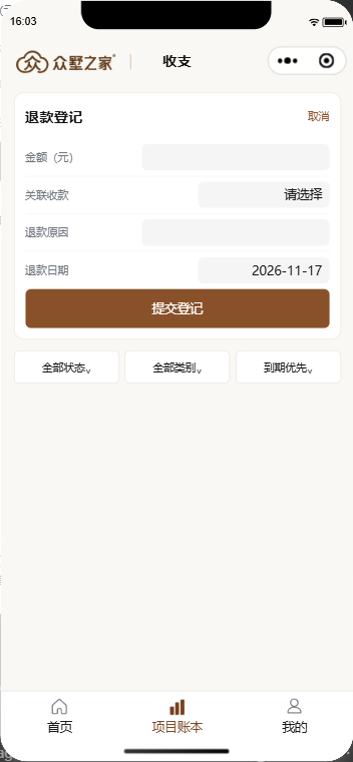 16:03
众墅之家
收支
退款登记
取消
金额（元）
关联收款
请选择
退款原因
退款日期
2026-11-17
提交登记
全部状态
全部类别
到期优先
首页
项目账本
我的